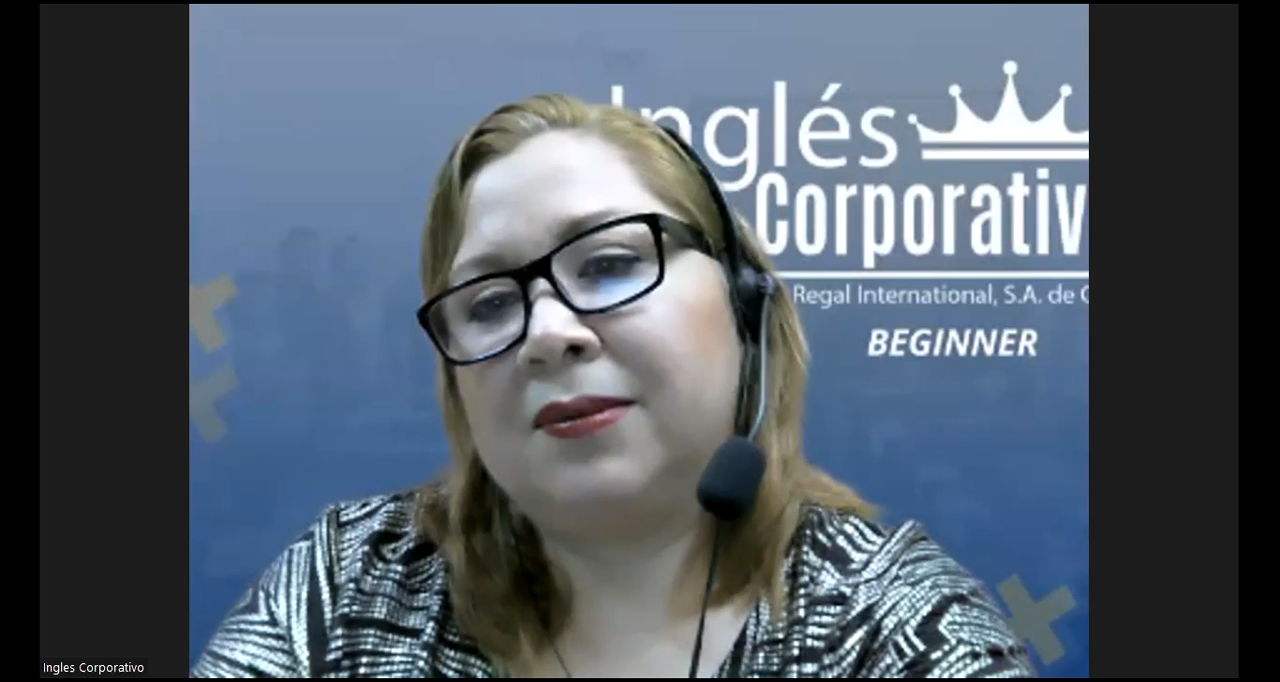 Inglés
Corporativ
Regal International, S.A. de C
BEGINNER
Ingles Corporativo